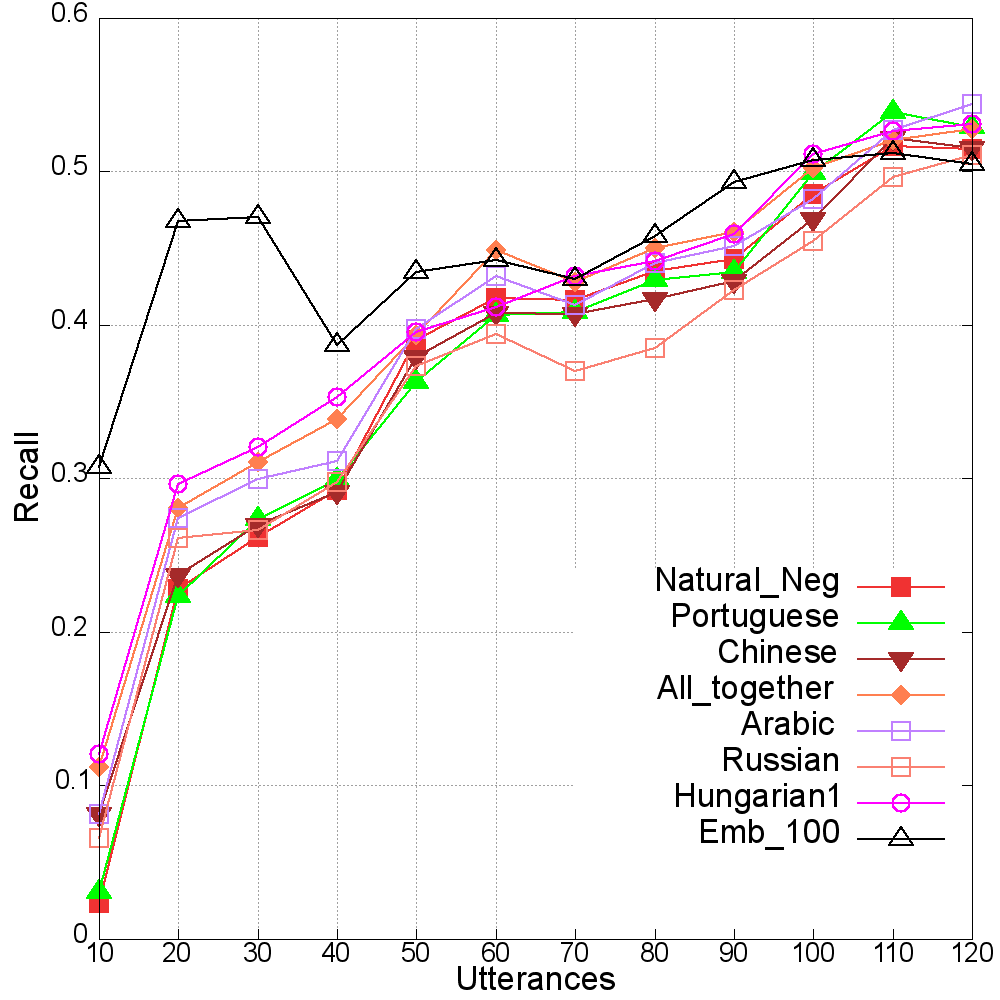 0.6
0.5
0.4
0.3
0.2
0.1
0
Recall
Natural_Neg
Portuguese
Chinese
All_together
Arabic
Russian
Hungarian1
Emb_100
10 20 30 40 50 60 70 80 90 100 110 120
Utterances